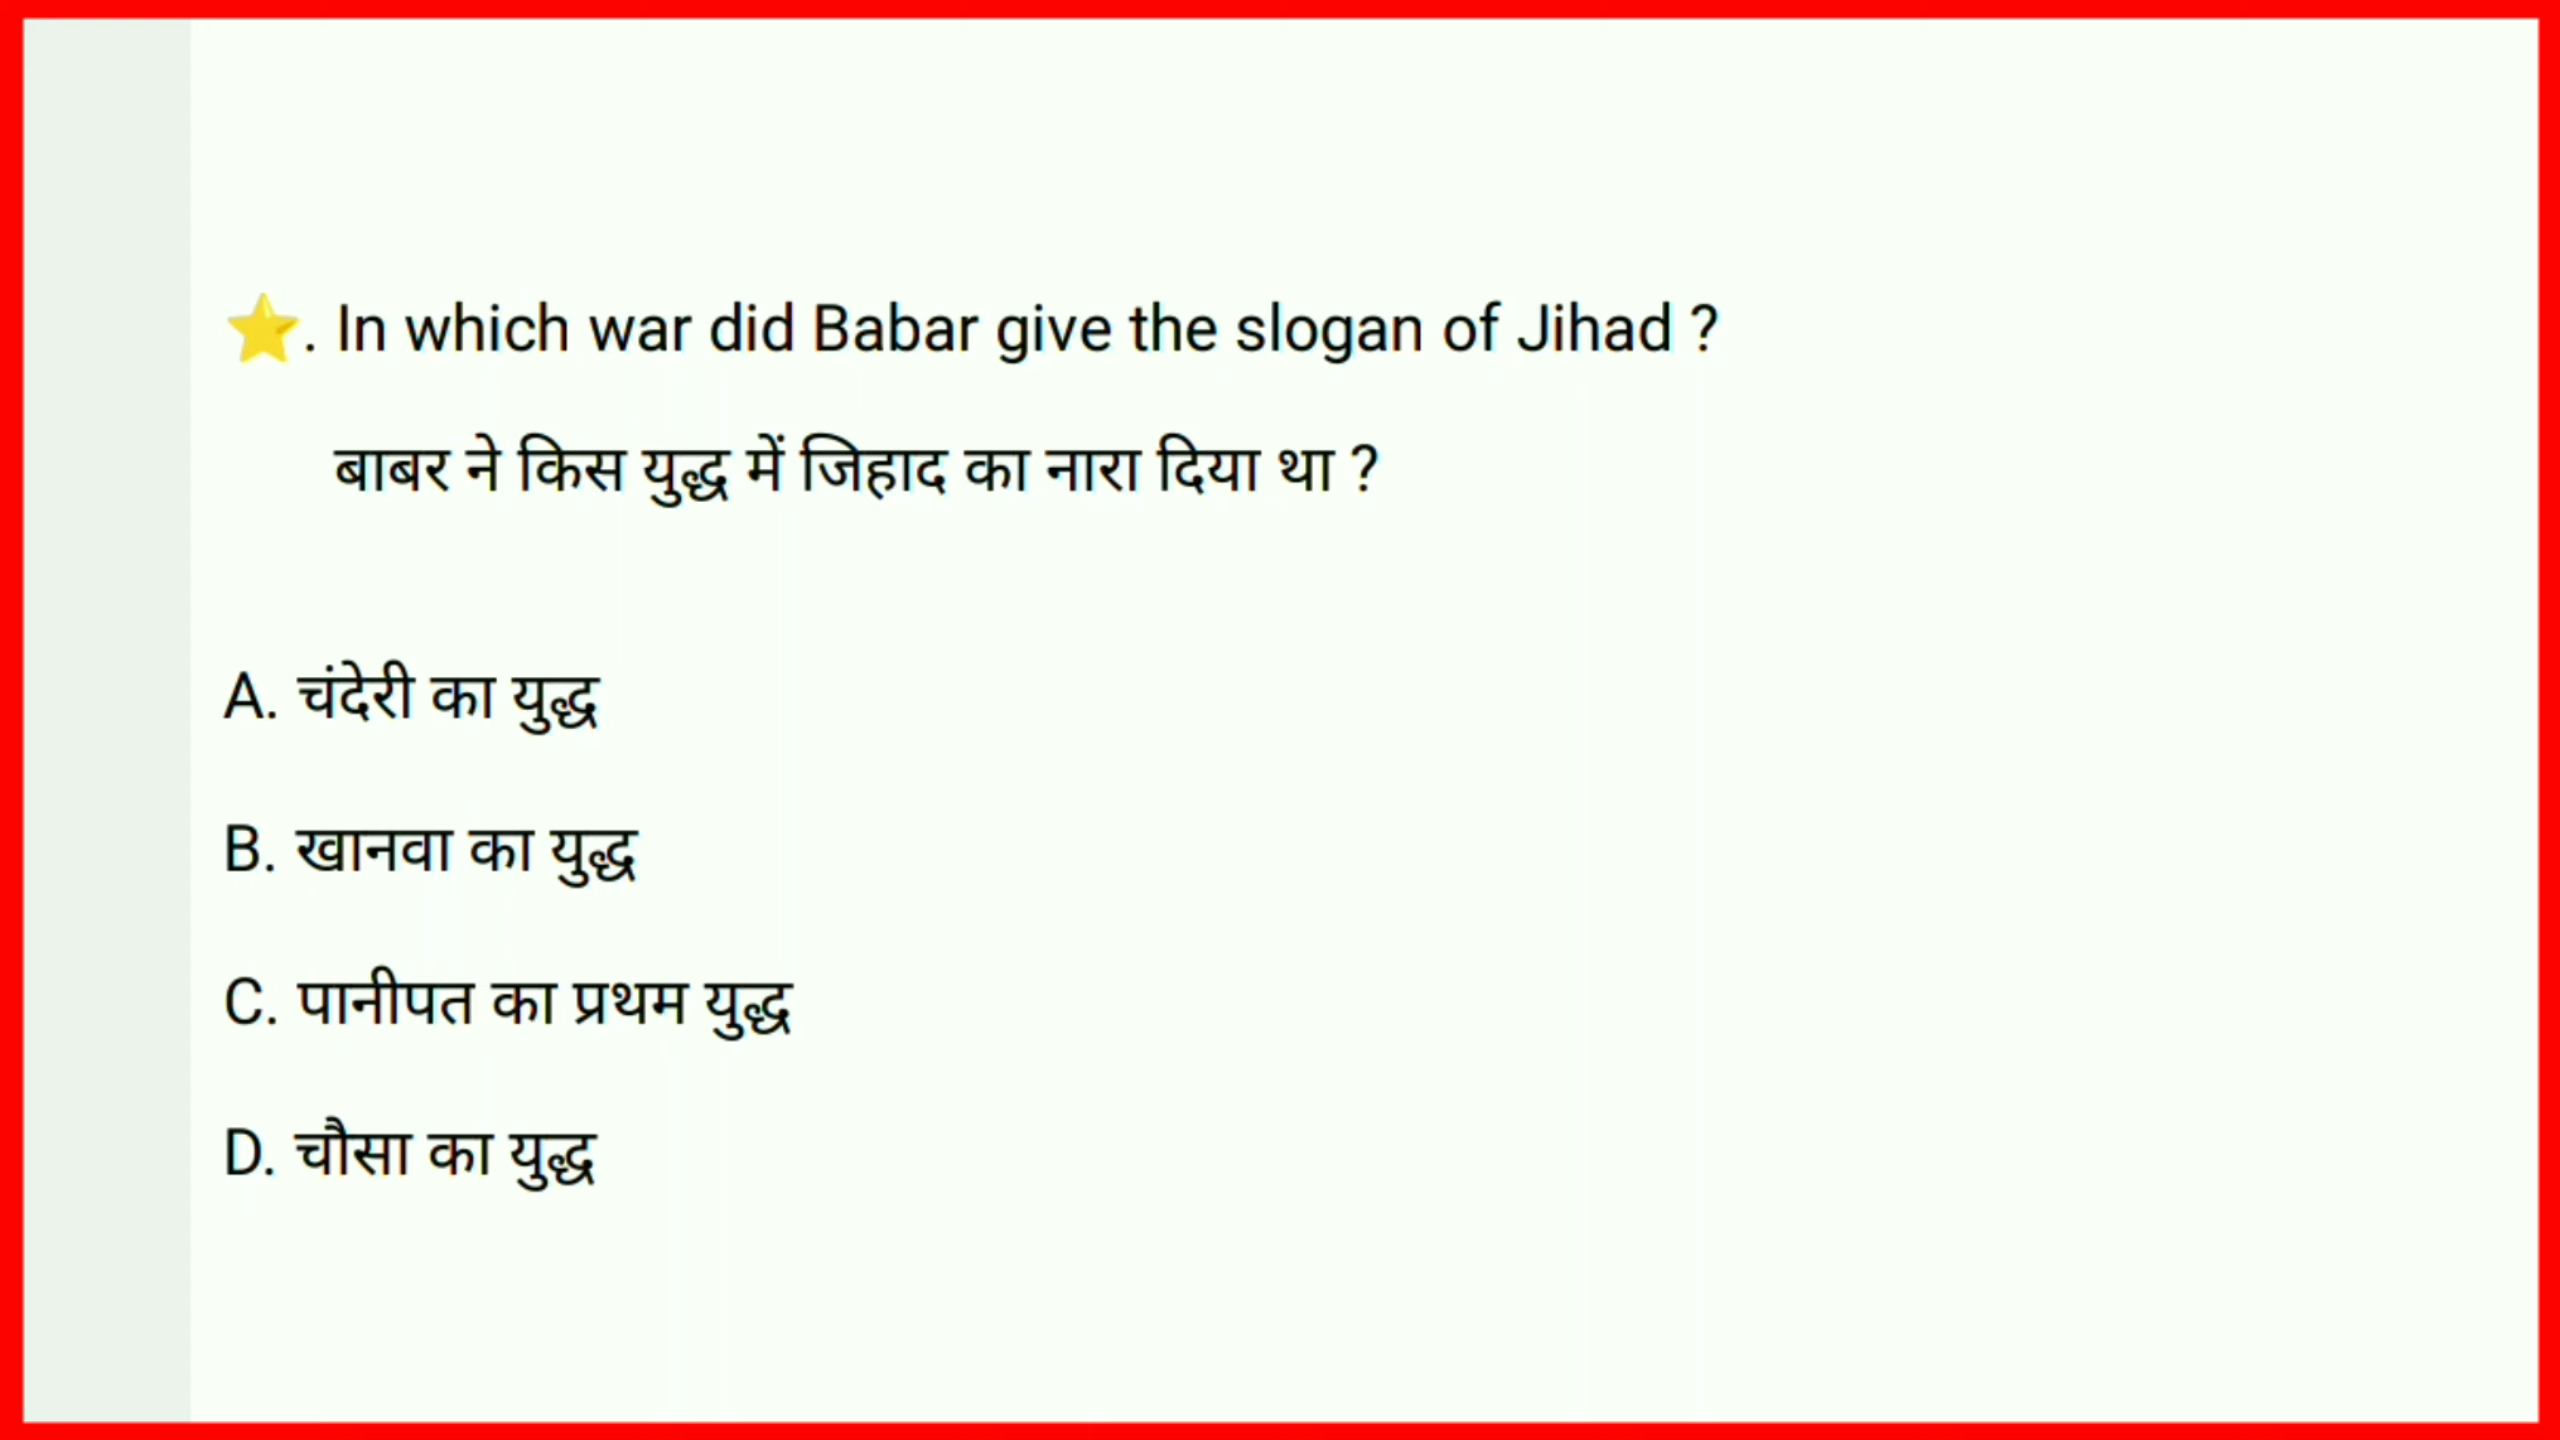 ⭐. In which war did Babar give the slogan of Jihad ?
बाबर ने किस युद्ध में जिहाद का नारा दिया था ?
A. चंदेरी का युद्ध
B. खानवा का युद्ध
C. पानीपत का प्रथम युद्ध
D. चौसा का युद्ध